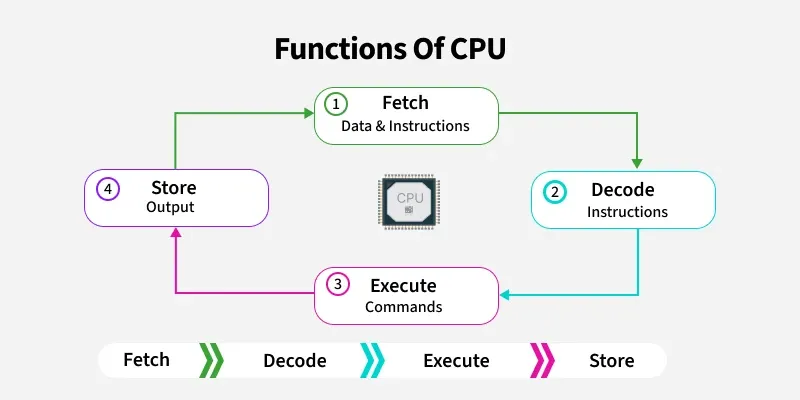 Functions Of CPU
1
Fetch
Data & Instructions
4
Store
Output
CPU
2
Decode
Instructions
3
Execute
Commands
Fetch
Decode
Execute
Store